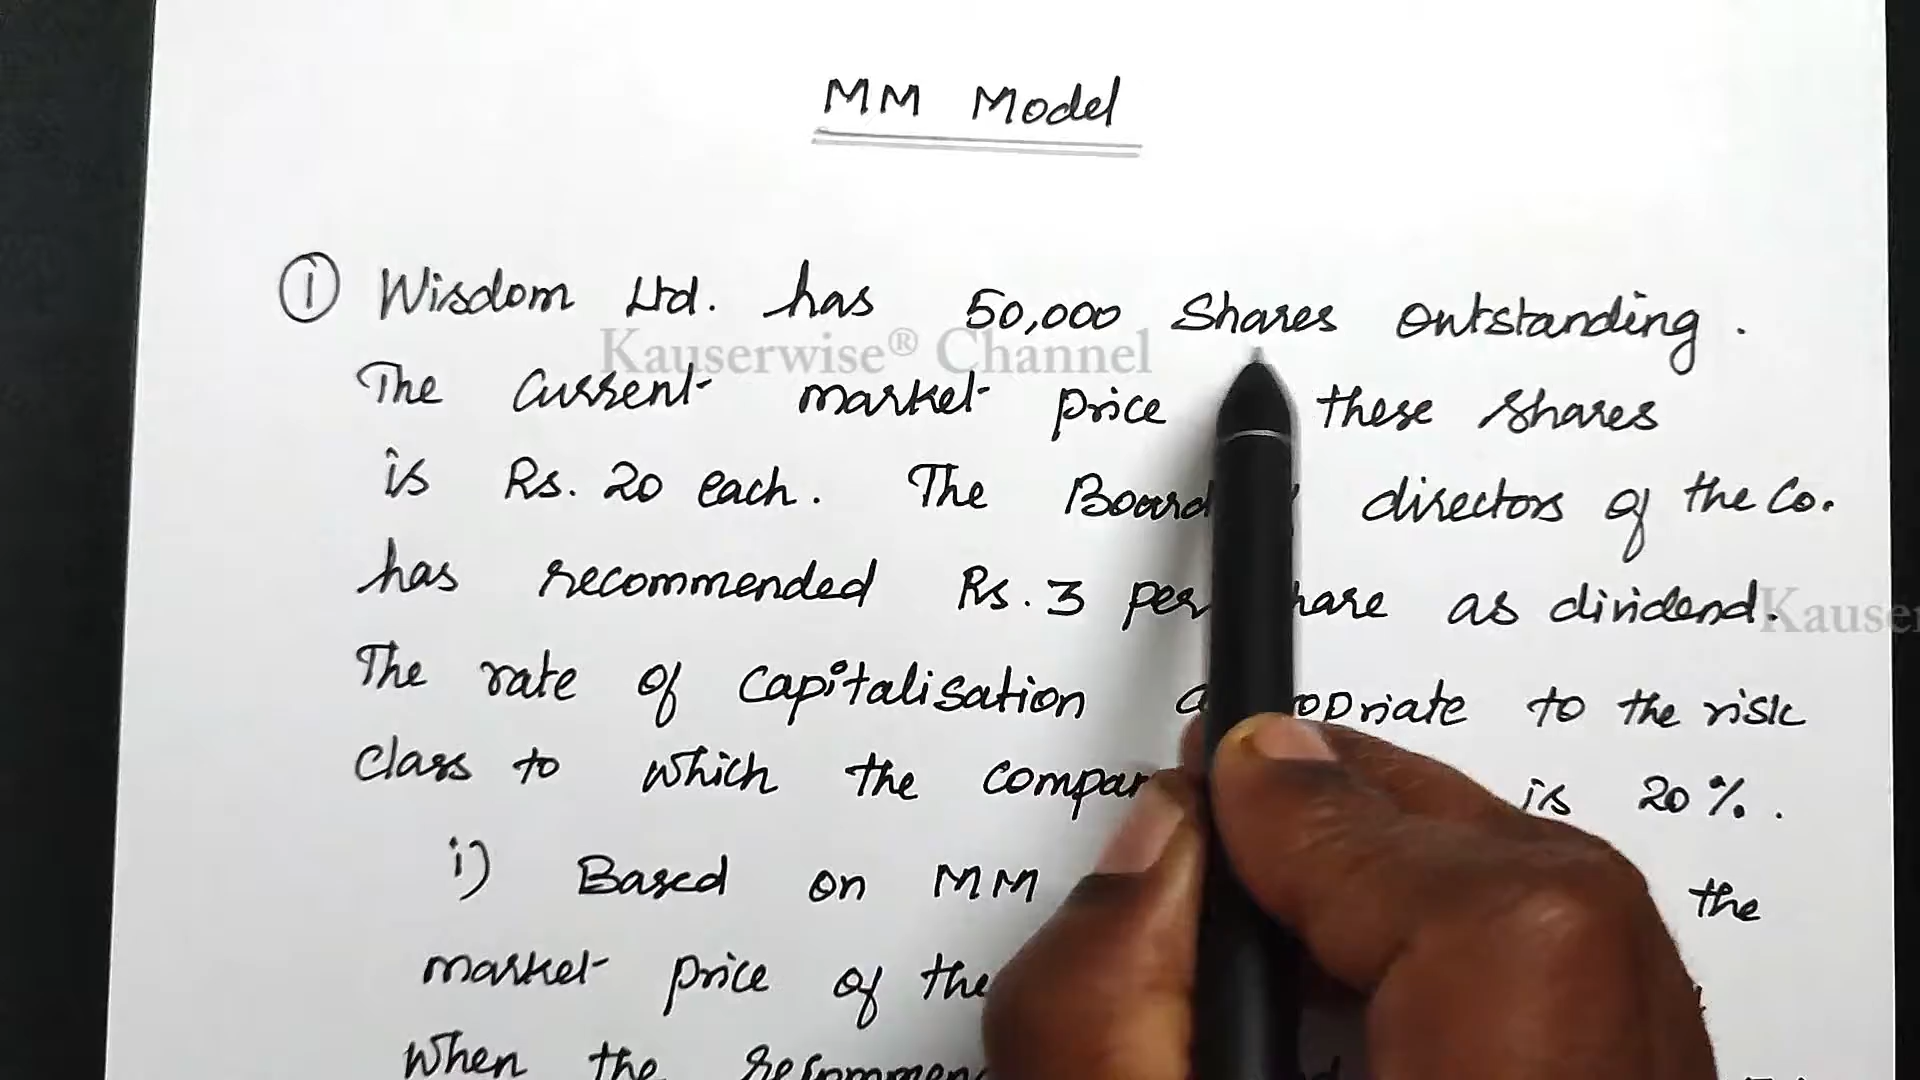 MM Model
① Wisdom Ltd. has 50,000 Shares Outstanding.
Kauserwise® Channel
The Current market price these shares
is Rs. 20 each. The Board directors of the Co.
has recommended Rs. 3 per share as dividend.
Kauser
The rate of Capitalisation to the risk
class to which the is 20%.
i) Based on MM the
market price of the
When the